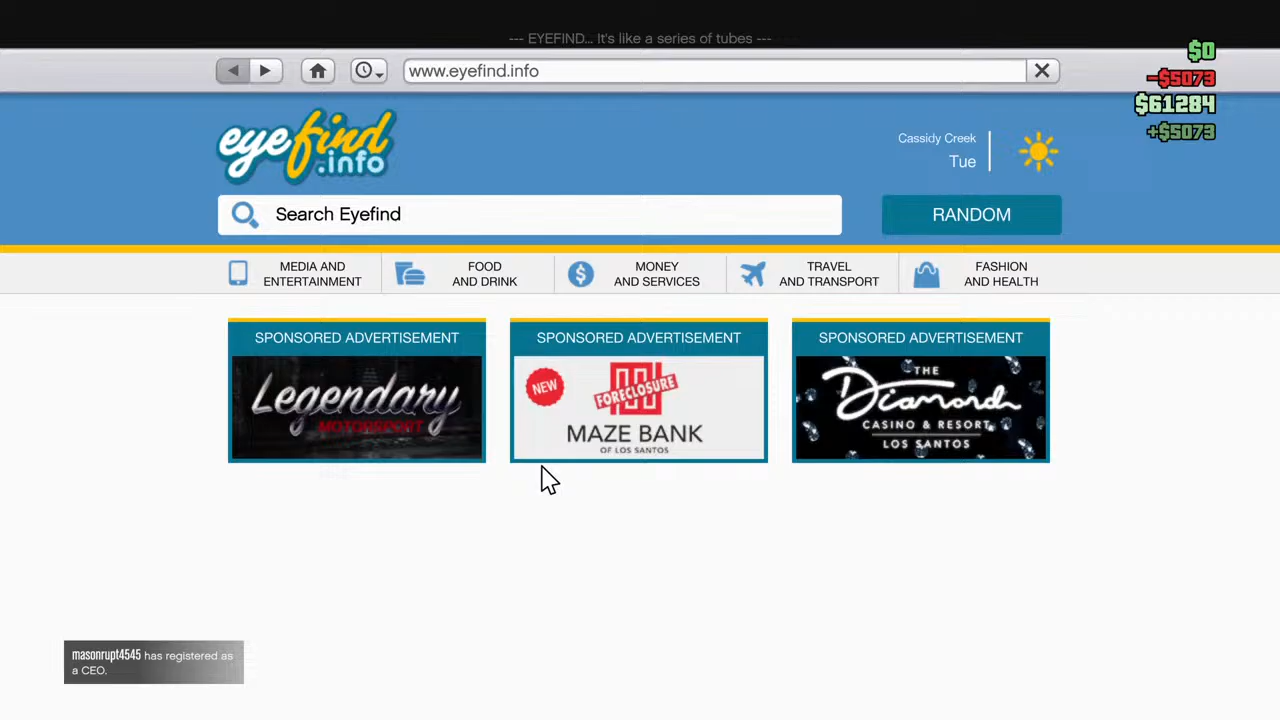 --- EYEFIND... It's like a series of tubes ---
www.eyefind.info
$0
-$5073
$61284
+$5073
eyefind
.info
Cassidy Creek
Tue
Search Eyefind
RANDOM
MEDIA AND
ENTERTAINMENT
FOOD
AND DRINK
MONEY
AND SERVICES
TRAVEL
AND TRANSPORT
FASHION
AND HEALTH
SPONSORED ADVERTISEMENT
Legendary
MOTORSPORT
SPONSORED ADVERTISEMENT
NEW
FORECLOSURE
MAZE BANK
OF LOS SANTOS
SPONSORED ADVERTISEMENT
THE
Diamond
CASINO & RESORT
LOS SANTOS
masonrupt4545 has registered as
a CEO.